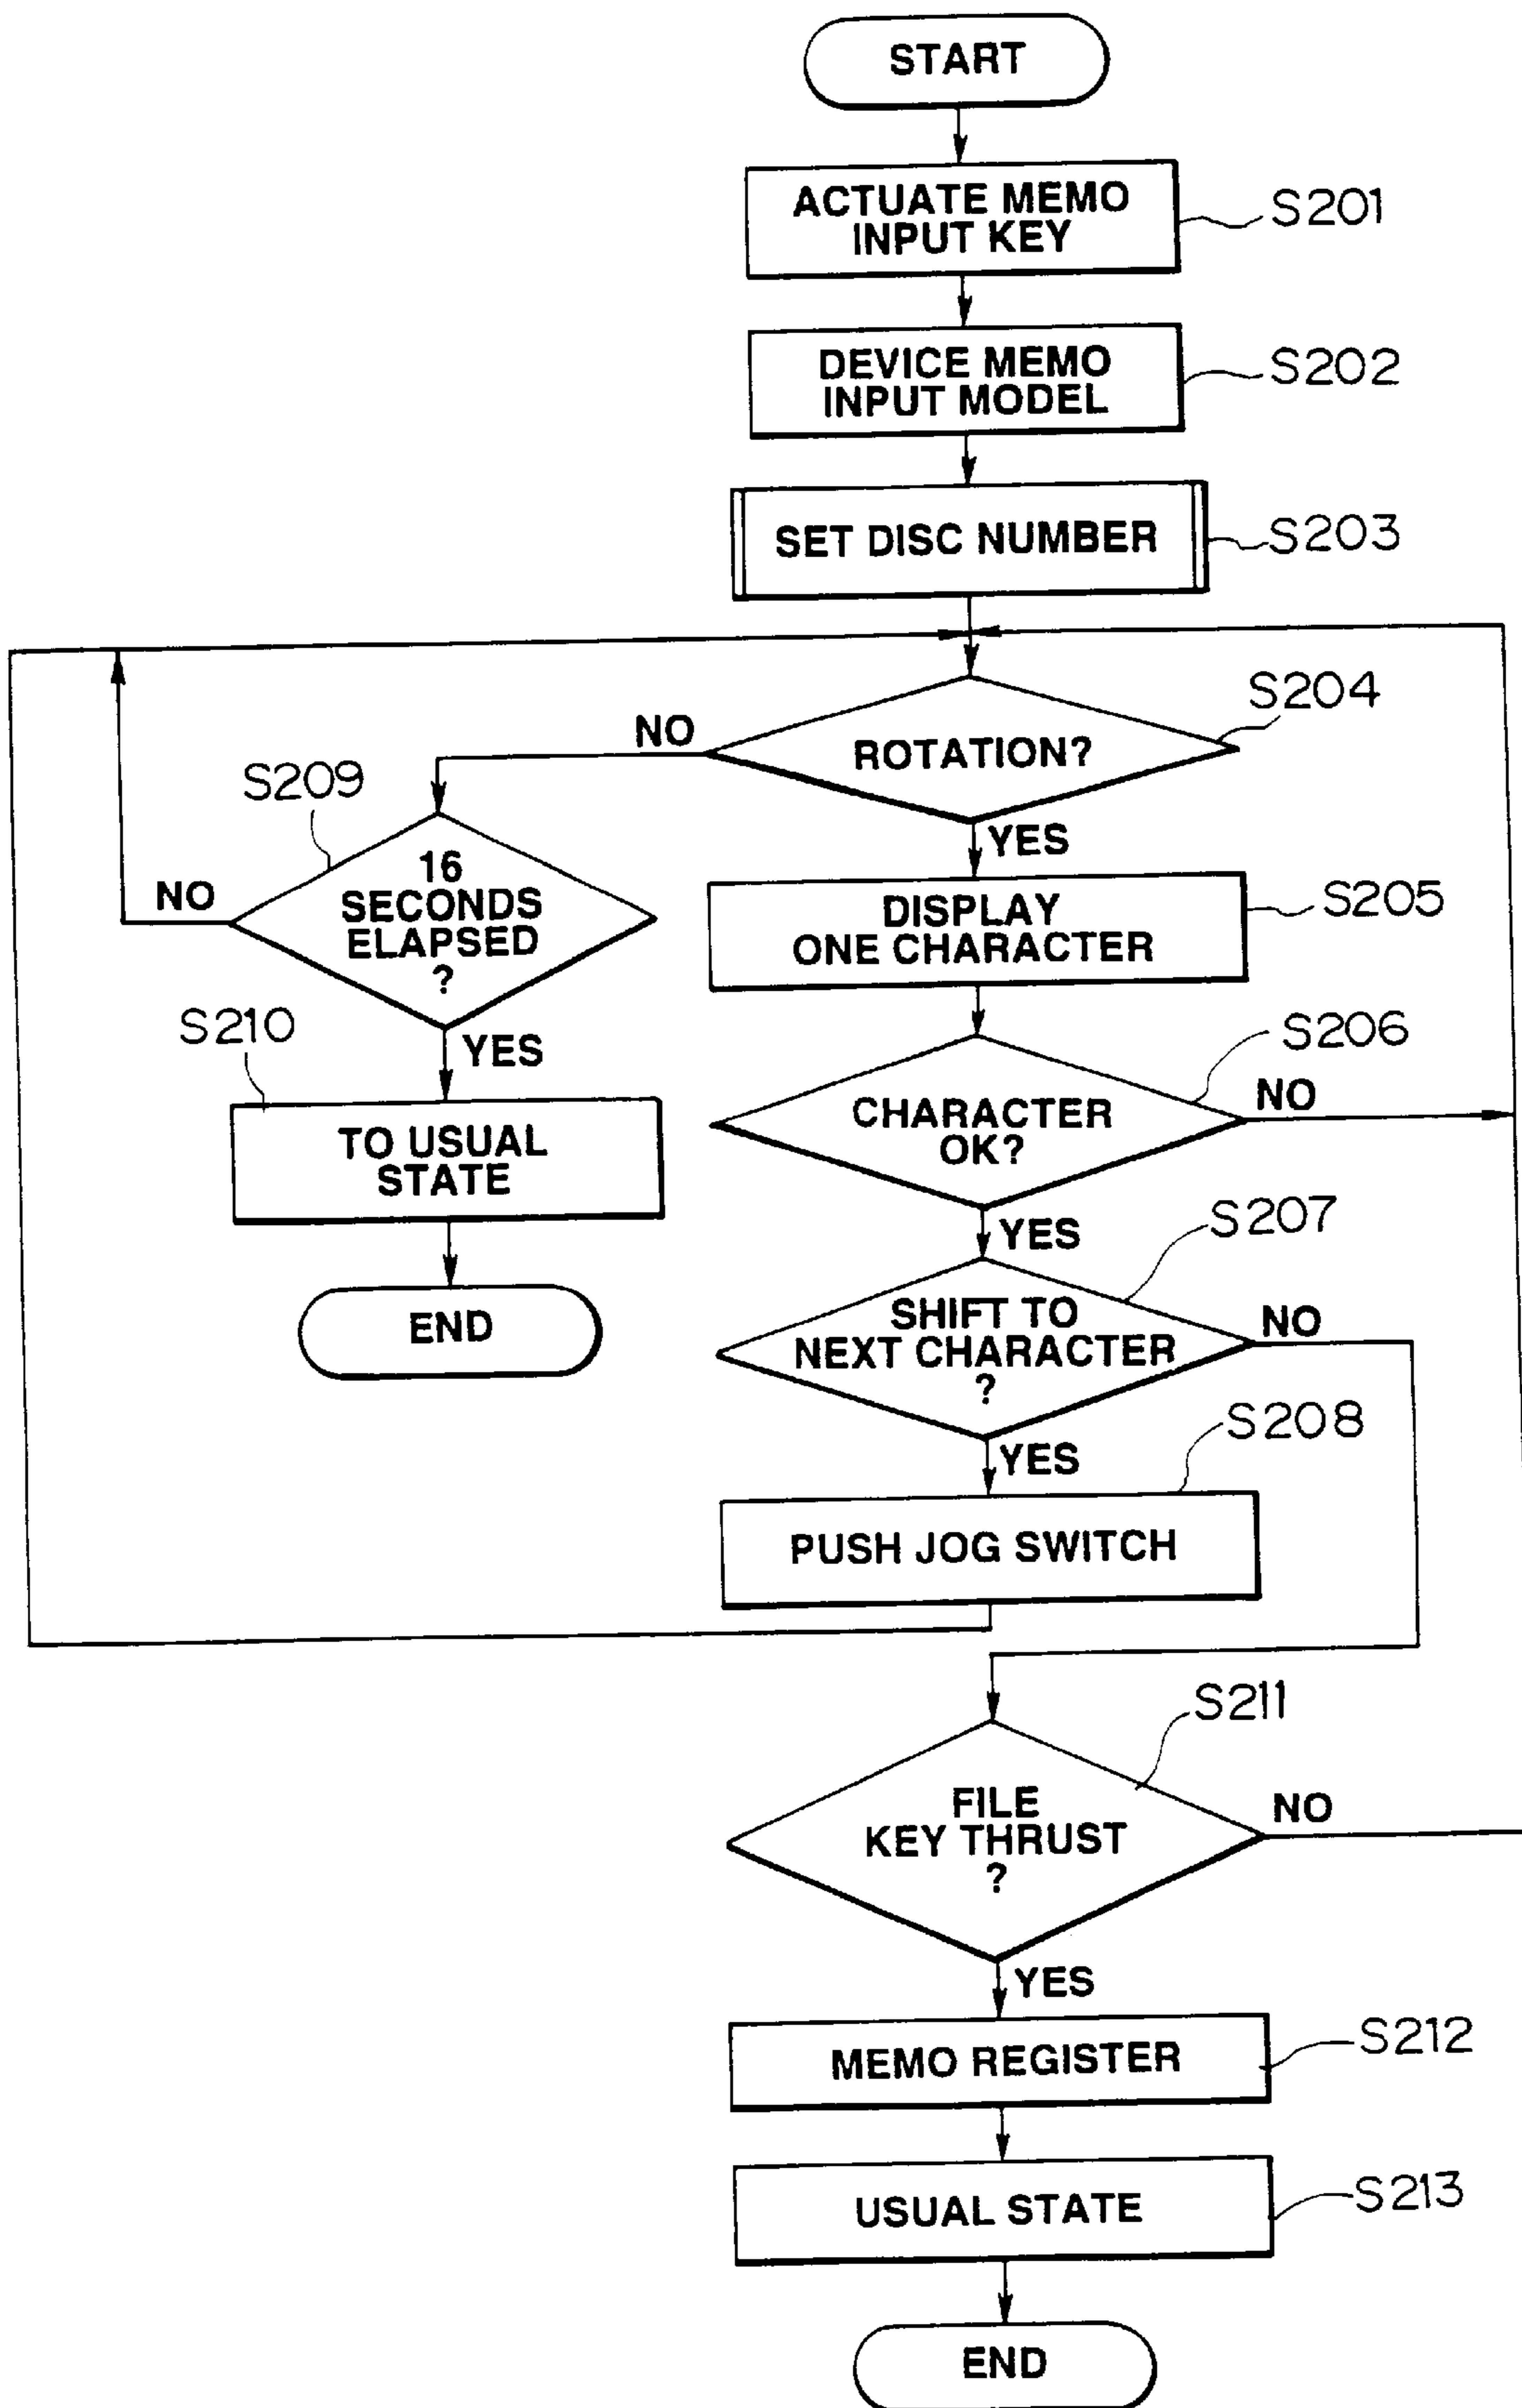 START
ACTUATE MEMO
INPUT KEY
S201
DEVICE MEMO
INPUT MODEL
S202
SET DISC NUMBER
S203
ROTATION?
S204
NO
YES
S209
16
SECONDS
ELAPSED
?
NO
YES
DISPLAY
ONE CHARACTER
S205
S210
TO USUAL
STATE
END
CHARACTER
OK?
S206
NO
YES
SHIFT TO
NEXT CHARACTER
?
S207
NO
YES
PUSH JOG SWITCH
S208
FILE
KEY THRUST
?
S211
NO
YES
MEMO REGISTER
S212
USUAL STATE
S213
END